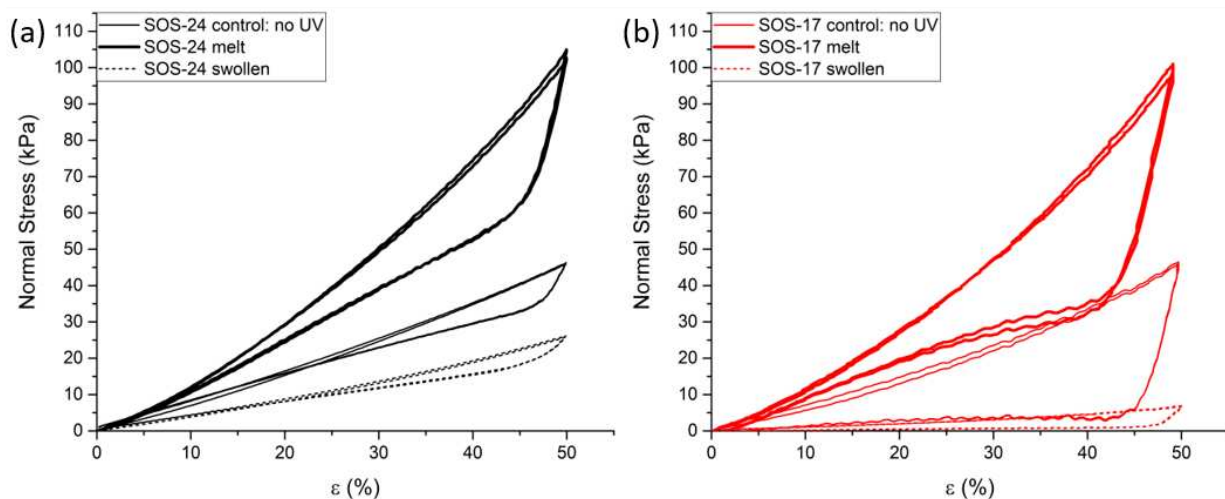 (a)
SOS-24 control: no UV
SOS-24 melt
SOS-24 swollen
Normal Stress (kPa)
110
100
90
80
70
60
50
40
30
20
10
0
0 10 20 30 40 50
ε (%)
(b)
SOS-17 control: no UV
SOS-17 melt
SOS-17 swollen
Normal Stress (kPa)
110
100
90
80
70
60
50
40
30
20
10
0
0 10 20 30 40 50
ε (%)